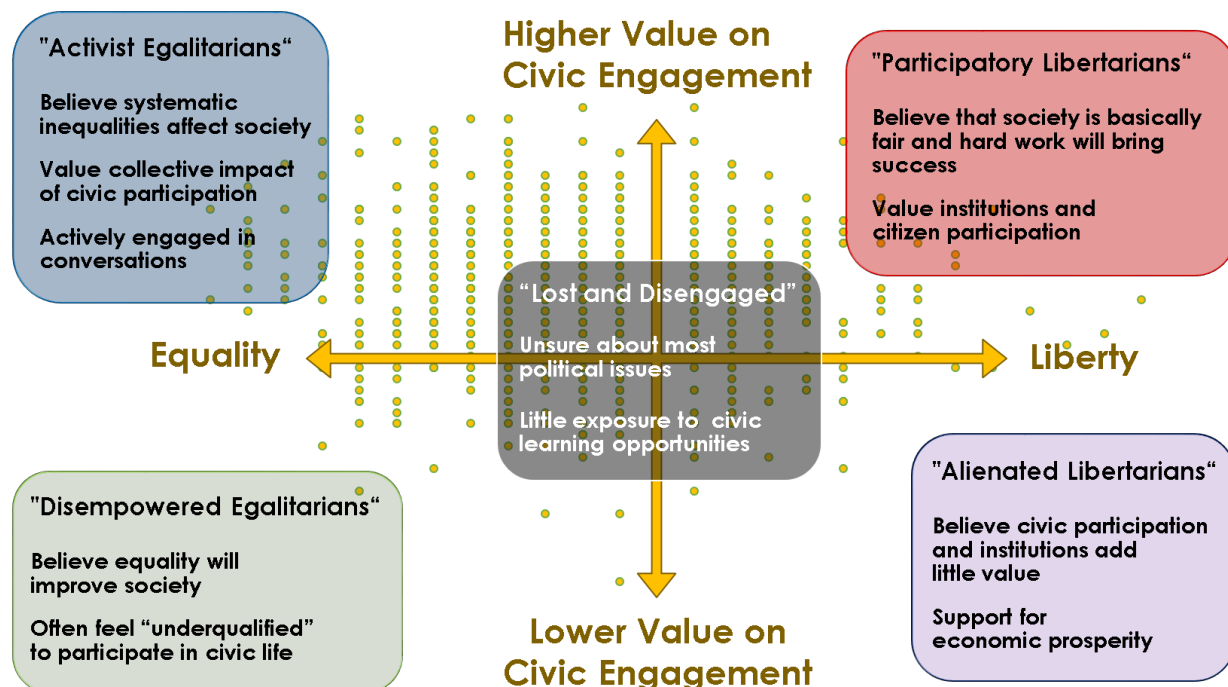 "Activist Egalitarians“
Believe systematic
inequalities affect society
Value collective impact
of civic participation
Actively engaged in
conversations
Higher Value on
Civic Engagement
"Participatory Libertarians“
Believe that society is basically
fair and hard work will bring
success
Value institutions and
citizen participation
“Lost and Disengaged”
Unsure about most
political issues
Little exposure to civic
learning opportunities
Equality
Liberty
"Disempowered Egalitarians“
Believe equality will
improve society
Often feel “underqualified”
to participate in civic life
Lower Value on
Civic Engagement
"Alienated Libertarians“
Believe civic participation
and institutions add
little value
Support for
economic prosperity